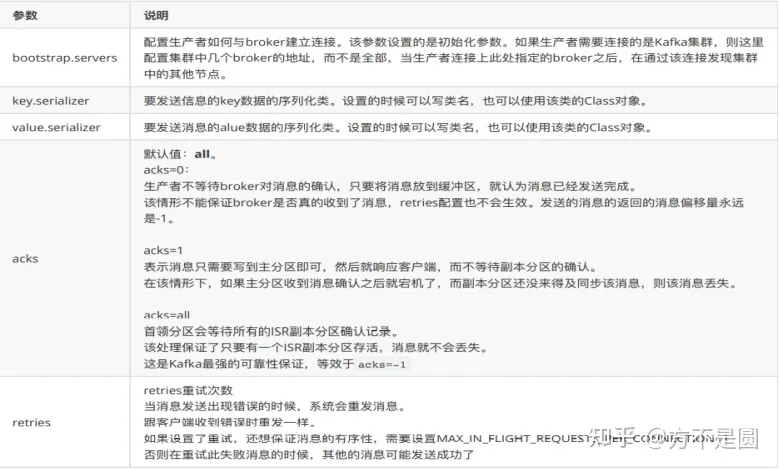 参数 说明
bootstrap.servers
配置生产者如何与broker建立连接。该参数设置的是初始化参数。如果生产者需要连接的是Kafka集群，则这里
配置集群中几个broker的地址，而不是全部，当生产者连接上此处指定的broker之后，在通过该连接发现集群
中的其他节点。
key.serializer 要发送信息的key数据的序列化类。设置的时候可以写类名，也可以使用该类的Class对象。
value.serializer 要发送消息的alue数据的序列化类。设置的时候可以写类名，也可以使用该类的Class对象。
acks
默认值：all。
acks=0：
生产者不等待broker对消息的确认，只要将消息放到缓冲区，就认为消息已经发送完成。
该情形不能保证broker是否真的收到了消息，retries配置也不会生效。发送的消息的返回的消息偏移量永远
是-1。
acks=1
表示消息只需要写到主分区即可，然后就响应客户端，而不等待副本分区的确认。
在该情形下，如果主分区收到消息确认之后就宕机了，而副本分区还没来得及同步该消息，则该消息丢失。
acks=all
首领分区会等待所有的ISR副本分区确认记录。
该处理保证了只要有一个ISR副本分区存活，消息就不会丢失。
这是Kafka最强的可靠性保证，等效于 acks=-1
retries
retries重试次数
当消息发送出现错误的时候，系统会重发消息。
跟客户端收到错误时重发一样。
如果设置了重试，还想保证消息的有序性，需要设置MAX_IN_FLIGHT_REQUESTS_PER_CONNECTION
否则在重试此失败消息的时候，其他的消息可能发送成功了
知乎 @方不是圆